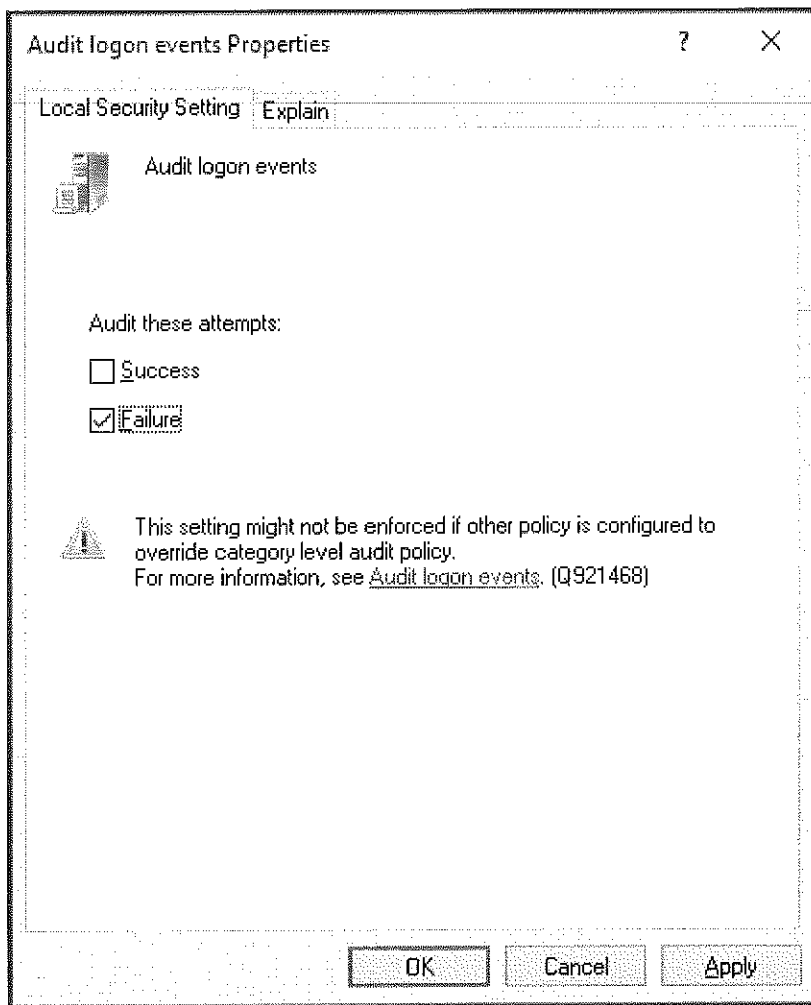 Audit logon events Properties
? X
Local Security Setting Explain
Audit logon events
Audit these attempts:
Success
Failure
This setting might not be enforced if other policy is configured to
override category level audit policy.
For more information, see Audit logon events. (Q921468)
OK Cancel Apply